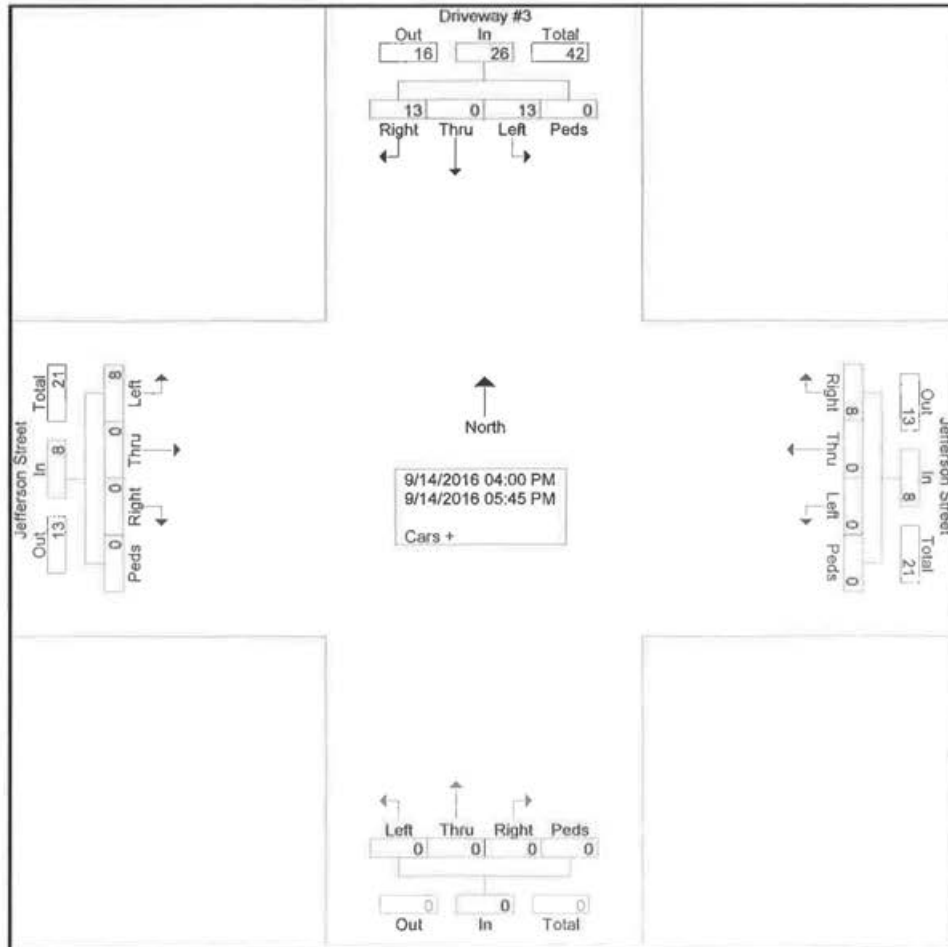 Driveway #3
Out In Total
16 26 42
13 0 13 0
Right Thru Left Peds
Jefferson Street
Total In Out
21 8 13
8 0 0 0
Left Thru Right Peds
North
9/14/2016 04:00 PM
9/14/2016 05:45 PM
Cars +
Jefferson Street
Out In Total
13 8 21
8 0 0 0
Right Thru Left Peds
Left Thru Right Peds
0 0 0 0
0 0 0
Out In Total